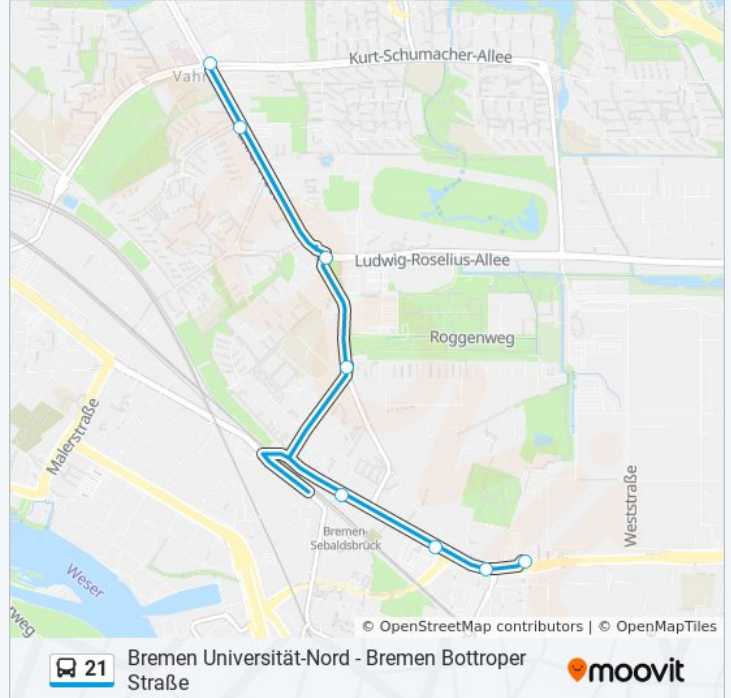 Kurt-Schumacher-Allee
Vahr
Ludwig-Roselius-Allee
Roggenweg
Malerstraße
Weststraße
Bremen-
Sebaldsbrück
Weser
© OpenStreetMap contributors | © OpenMapTiles
21
Bremen Universität-Nord - Bremen Bottroper
Straße
moovit